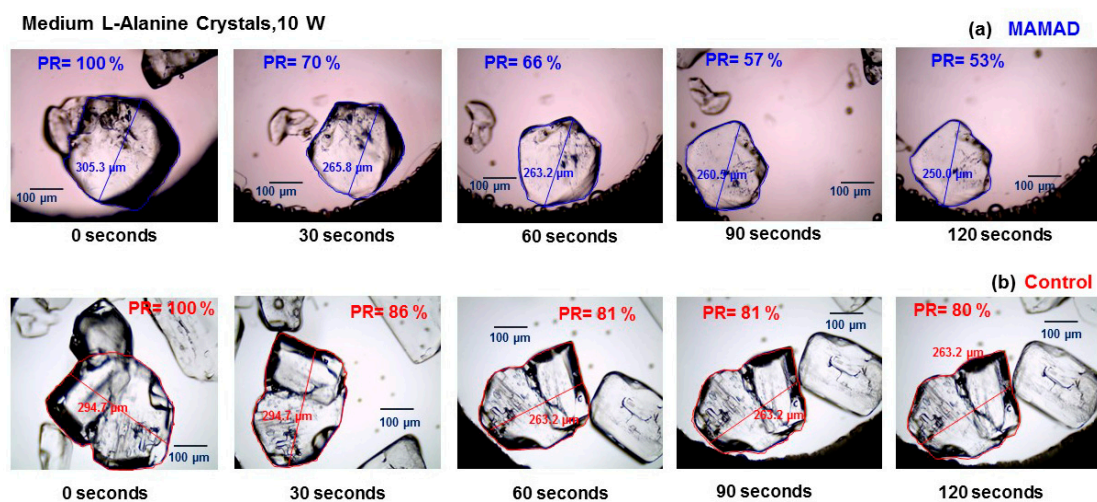 Medium L-Alanine Crystals,10 W
(a) MAMAD
PR= 100 %
305.3 µm
100 µm
0 seconds
PR= 70 %
265.8 µm
100 µm
30 seconds
PR= 66 %
263.2 µm
100 µm
60 seconds
PR= 57 %
260.5 µm
100 µm
90 seconds
PR= 53%
250.0 µm
100 µm
120 seconds
(b) Control
PR= 100 %
294.7 µm
100 µm
0 seconds
PR= 86 %
294.7 µm
100 µm
30 seconds
PR= 81 %
100 µm
263.2 µm
60 seconds
PR= 81 %
100 µm
263.2 µm
90 seconds
PR= 80 %
100 µm
263.2 µm
120 seconds